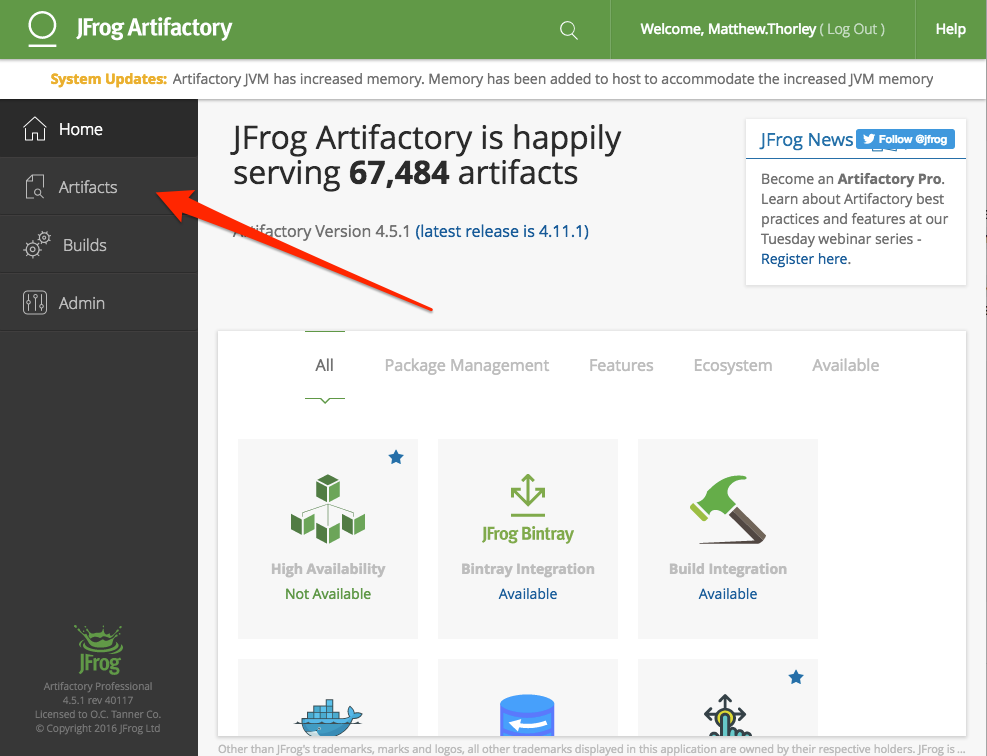 JFrog Artifactory
Welcome, Matthew.Thorley ( Log Out )
Help
System Updates: Artifactory JVM has increased memory. Memory has been added to host to accommodate the increased JVM memory
Home
Artifacts
Builds
Admin
JFrog Artifactory is happily
serving 67,484 artifacts
Artifactory Version 4.5.1 (latest release is 4.11.1)
JFrog News
Follow @jfrog
Become an Artifactory Pro.
Learn about Artifactory best
practices and features at our
Tuesday webinar series -
Register here.
All
Package Management
Features
Ecosystem
Available
High Availability
Not Available
JFrog Bintray
Bintray Integration
Available
Build Integration
Available
JFrog
Artifactory Professional
4.5.1 rev 40117
Licensed to O.C. Tanner Co.
© Copyright 2016 JFrog Ltd
Other than JFrog's trademarks, marks and logos, all other trademarks displayed in this application are owned by their respective holders. JFrog is ...